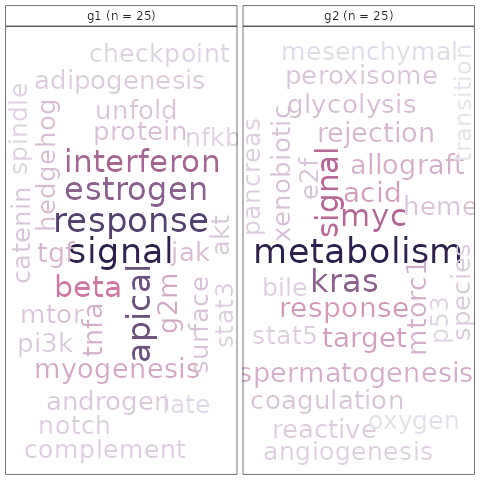 g1 (n = 25)
checkpoint
adipogenesis
spindle
hedgehog
unfold
protein
nfkb
interferon
estrogen
response
catenin
signal
tgf
jak
akt
beta
apical
g2m
surface
stat3
mtor
tnfa
pi3k
myogenesis
androgen
late
notch
complement
g2 (n = 25)
mesenchymal
transition
peroxisome
glycolysis
pancreas
xenobiotic
rejection
e2f
signal
allograft
acid
heme
myc
metabolism
kras
bile
mtorc1
species
response
p53
stat5
target
spermatogenesis
coagulation
oxygen
reactive
angiogenesis